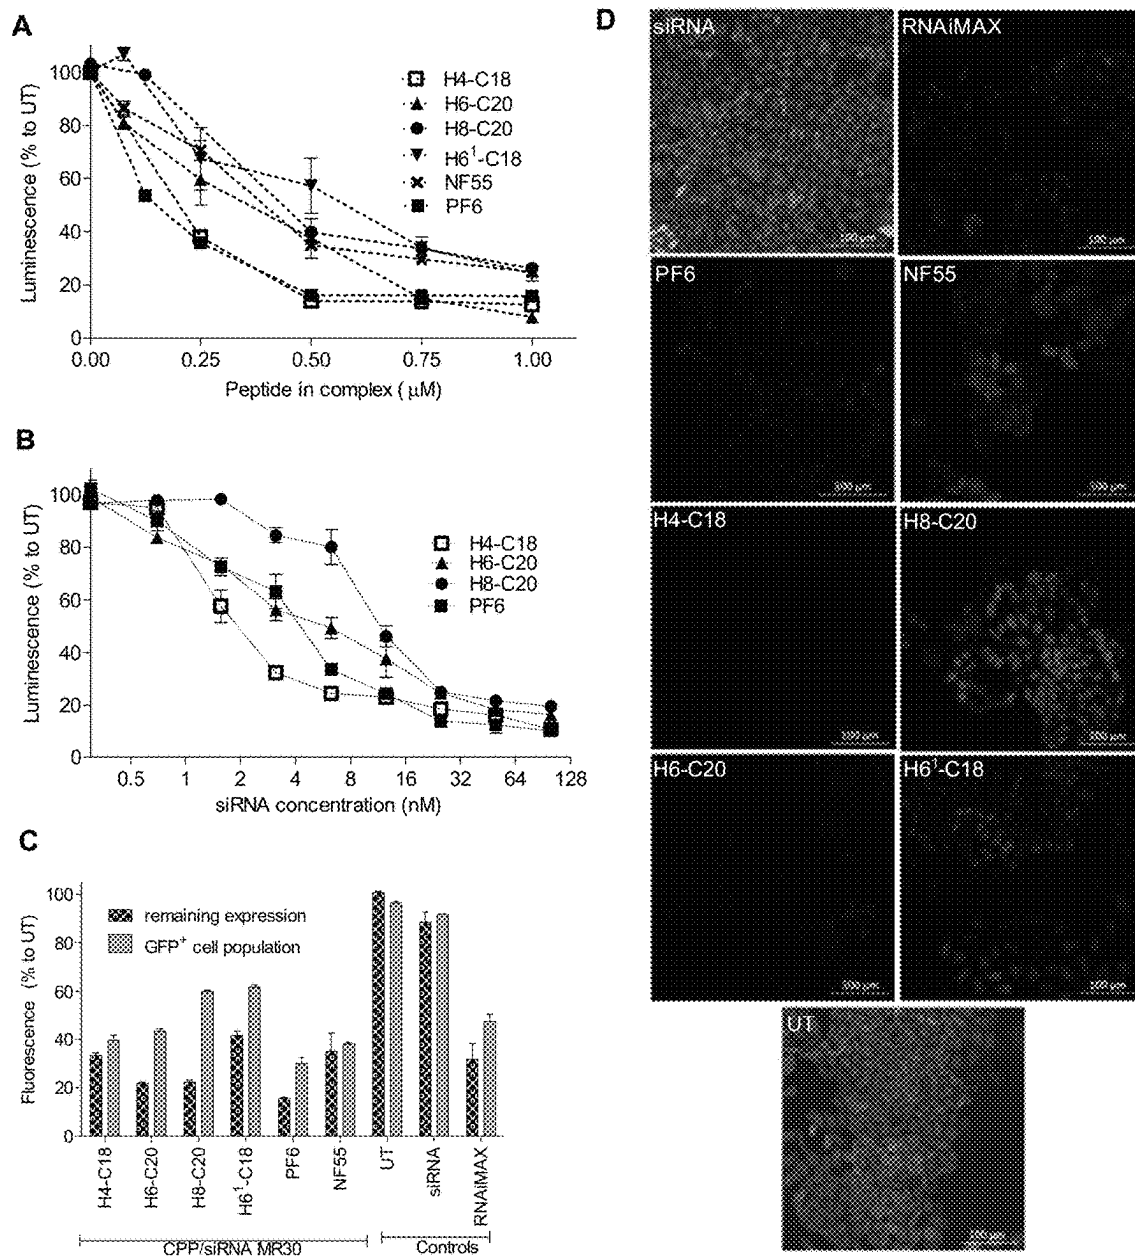 A
Luminescence (% to UT)
100
80
60
40
20
0
0.00 0.25 0.50 0.75 1.00
Peptide in complex ( μM)
H4-C18
H6-C20
H8-C20
H6¹-C18
NF55
PF6
B
Luminescence (% to UT)
100
80
60
40
20
0
0.5 1 2 4 8 16 32 64 128
siRNA concentration (nM)
H4-C18
H6-C20
H8-C20
PF6
C
Fluorescence (% to UT)
100
80
60
40
20
0
remaining expression
GFP⁺ cell population
H4-C18
H6-C20
H8-C20
H6¹-C18
PF6
NF55
UT
siRNA
RNAiMAX
CPP/siRNA MR30 Controls
D
siRNA
RNAiMAX
PF6
NF55
H4-C18
H8-C20
H6-C20
H6¹-C18
UT